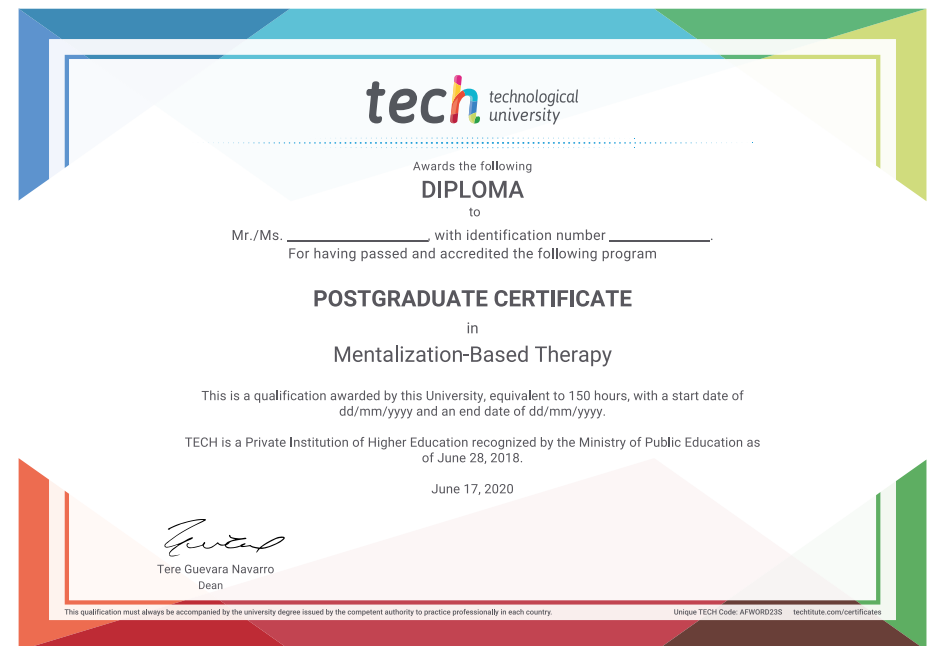 tech technological
university
Awards the following
DIPLOMA
to
Mr./Ms. ____________________, with identification number ______________.
For having passed and accredited the following program
POSTGRADUATE CERTIFICATE
in
Mentalization-Based Therapy
This is a qualification awarded by this University, equivalent to 150 hours, with a start date of
dd/mm/yyyy and an end date of dd/mm/yyyy.
TECH is a Private Institution of Higher Education recognized by the Ministry of Public Education as
of June 28, 2018.
June 17, 2020
Tere Guevara Navarro
Dean
This qualification must always be accompanied by the university degree issued by the competent authority to practice professionally in each country. Unique TECH Code: AFWORD23S techtitute.com/certificates